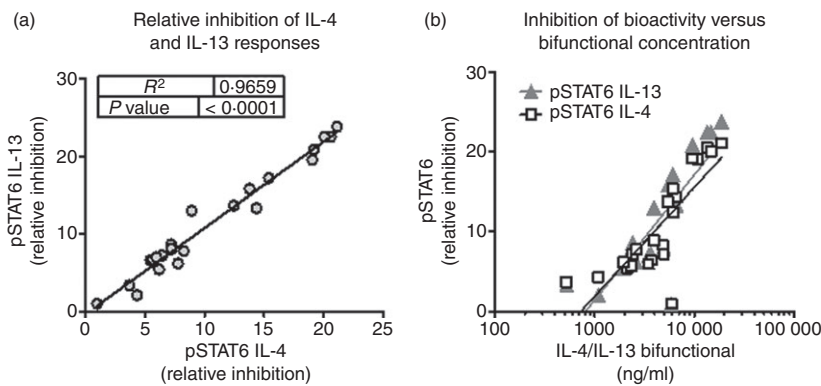 (a)
Relative inhibition of IL-4
and IL-13 responses
R² 0·9659
P value < 0·0001
30
20
10
0
pSTAT6 IL-13
(relative inhibition)
0 5 10 15 20 25
pSTAT6 IL-4
(relative inhibition)
(b)
Inhibition of bioactivity versus
bifunctional concentration
pSTAT6 IL-13
pSTAT6 IL-4
30
20
10
0
pSTAT6
(relative inhibition)
100 1000 10 000 100 000
IL-4/IL-13 bifunctional
(ng/ml)